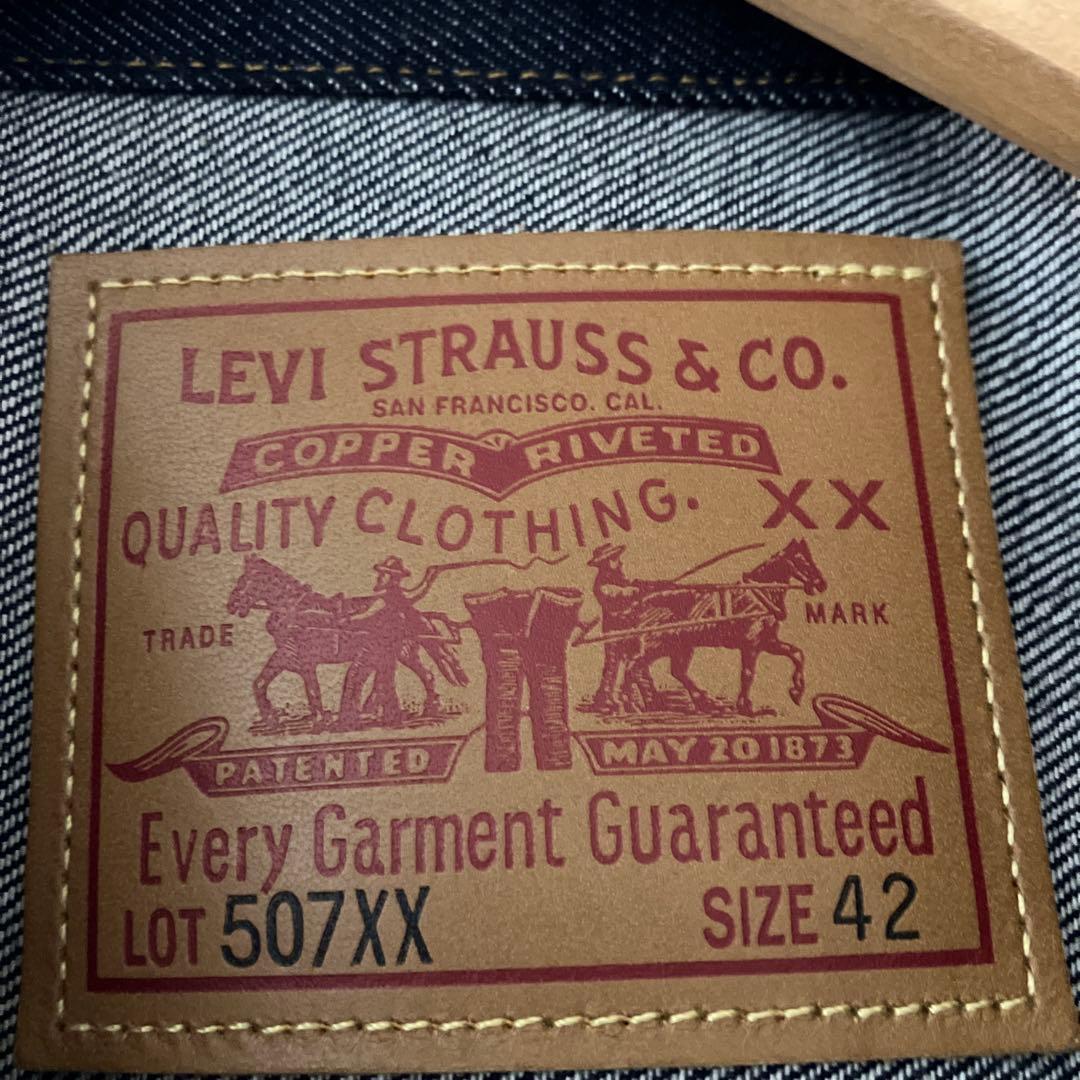 LEVI STRAUSS & CO.
SAN FRANCISCO. CAL.
COPPER RIVETED
QUALITY CLOTHING. XX
TRADE MARK
PATENTED MAY 20 1873
Every Garment Guaranteed
LOT 507XX SIZE 42